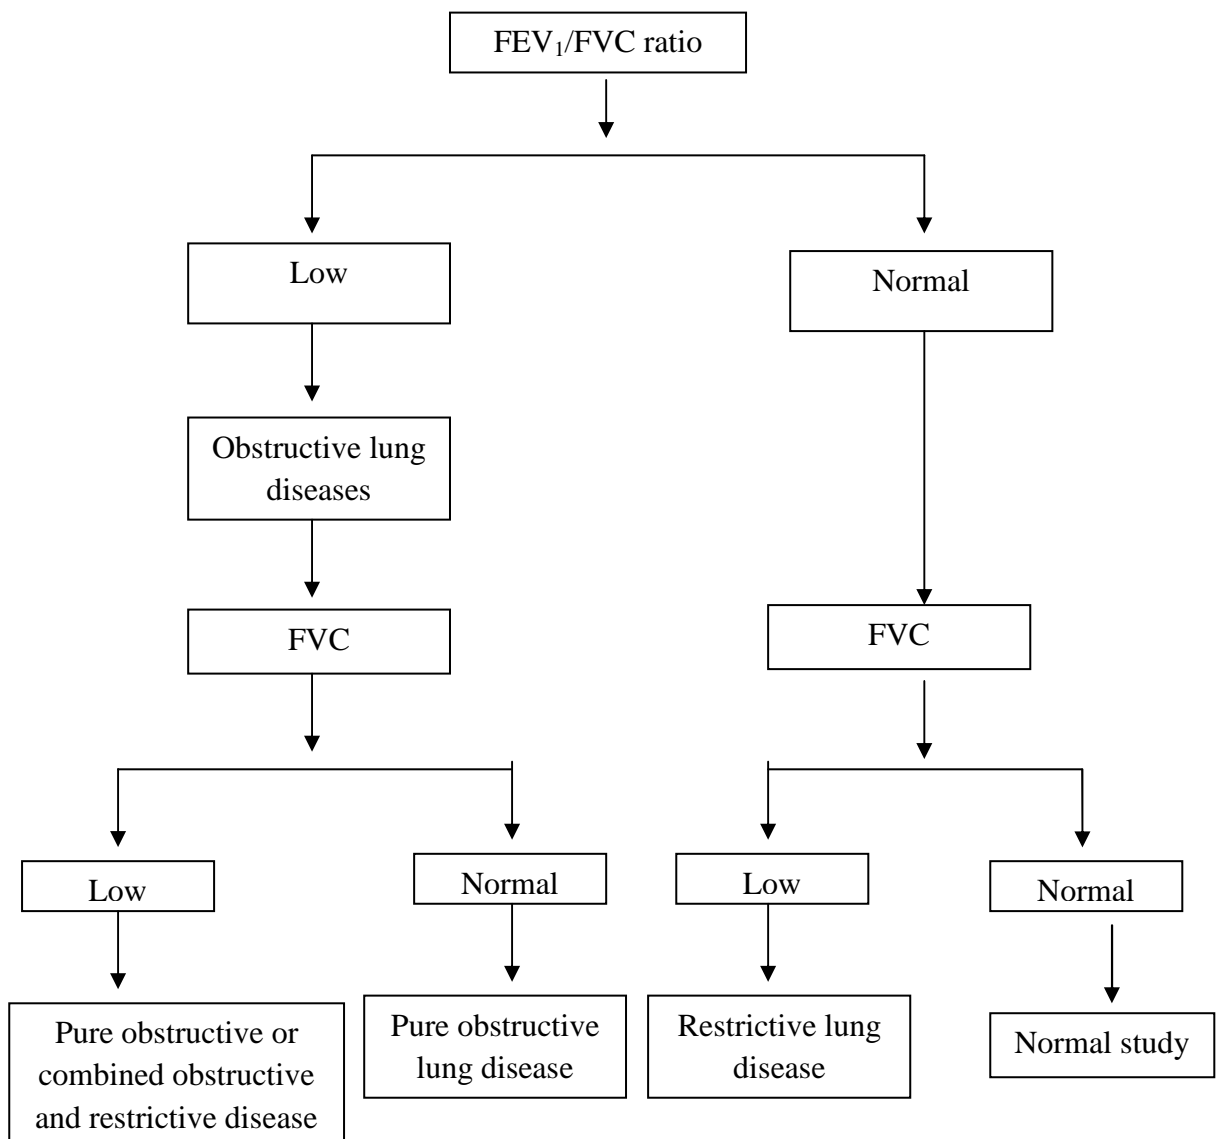 FEV₁/FVC ratio
Low
Normal
Obstructive lung
diseases
FVC
FVC
Low
Normal
Low
Normal
Pure obstructive or
combined obstructive
and restrictive disease
Pure obstructive
lung disease
Restrictive lung
disease
Normal study